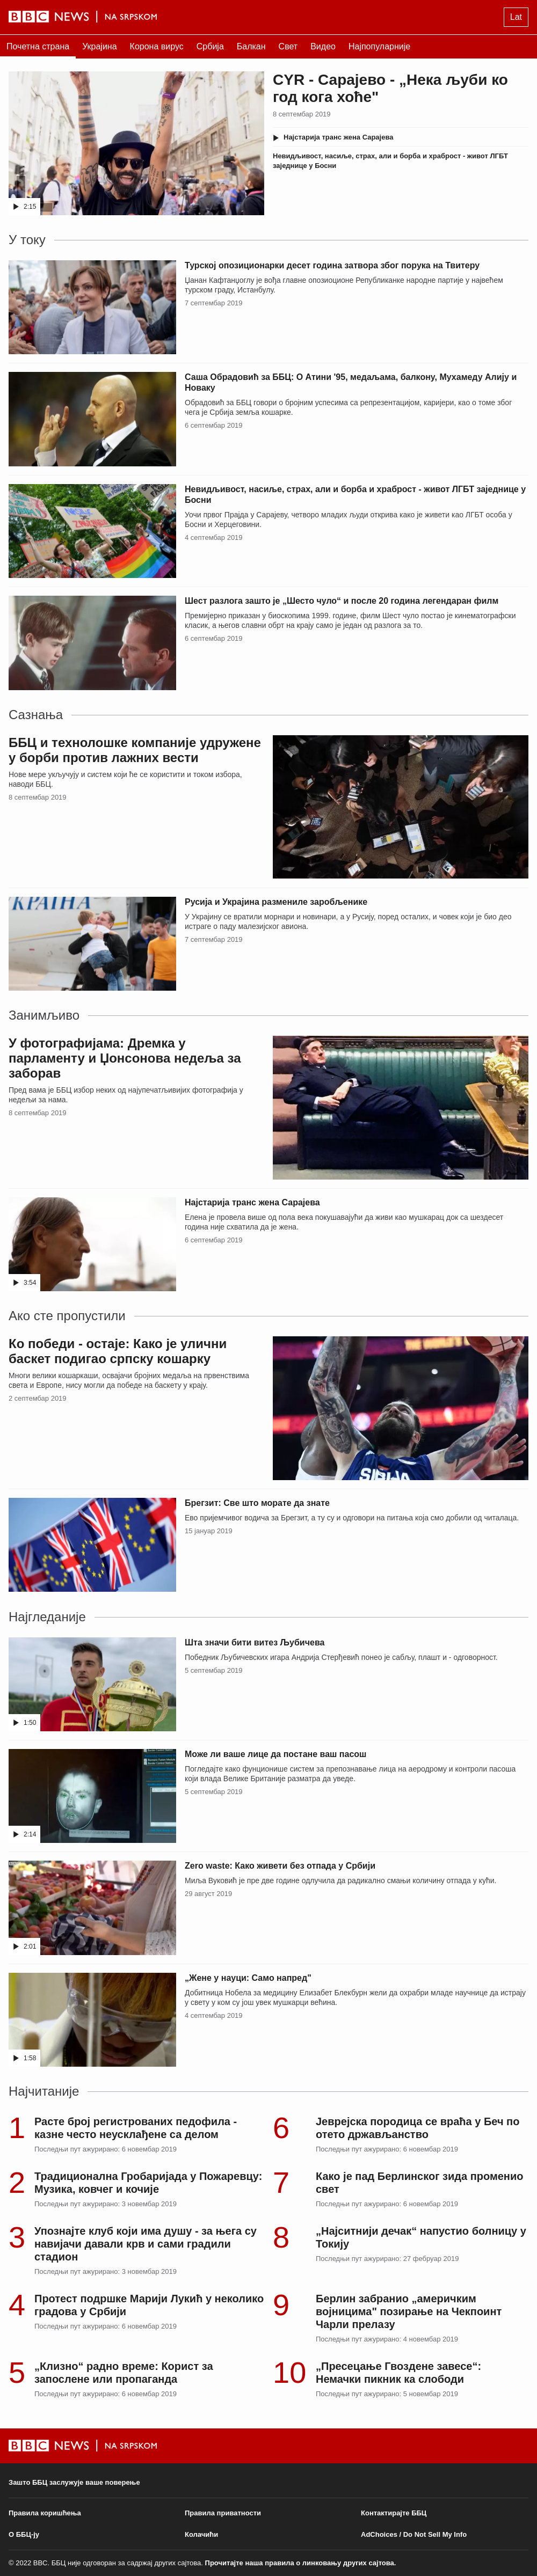 BBC NEWS | НА СРПСКОМ
Lat
Почетна страна
Украјина
Корона вирус
Србија
Балкан
Свет
Видео
Најпопуларније
CYR - Сарајево - „Нека љуби ко
год кога хоће"
8 септембар 2019
Најстарија транс жена Сарајева
Невидљивост, насиље, страх, али и борба и храброст - живот ЛГБТ
заједнице у Босни
2:15
У току
Турској опозиционарки десет година затвора због порука на Твитеру
Џанан Кафтанџоглу је вођа главне опозиоционе Републиканке народне партије у највећем
турском граду, Истанбулу.
7 септембар 2019
Саша Обрадовић за ББЦ: О Атини '95, медаљама, балкону, Мухамеду Алију и
Новаку
Обрадовић за ББЦ говори о бројним успесима са репрезентацијом, каријери, као о томе због
чега је Србија земља кошарке.
6 септембар 2019
Невидљивост, насиље, страх, али и борба и храброст - живот ЛГБТ заједнице у
Босни
Уочи првог Прајда у Сарајеву, четворо младих људи открива како је живети као ЛГБТ особа у
Босни и Херцеговини.
4 септембар 2019
Шест разлога зашто је „Шесто чуло“ и после 20 година легендаран филм
Премијерно приказан у биоскопима 1999. године, филм Шест чуло постао је кинематографски
класик, а његов славни обрт на крају само је један од разлога за то.
6 септембар 2019
Сазнања
ББЦ и технолошке компаније удружене
у борби против лажних вести
Нове мере укључују и систем који ће се користити и током избора,
наводи ББЦ.
8 септембар 2019
КРАЇНА
Русија и Украјина размениле заробљенике
У Украјину се вратили морнари и новинари, а у Русију, поред осталих, и човек који је био део
истраге о паду малезијског авиона.
7 септембар 2019
Занимљиво
У фотографијама: Дремка у
парламенту и Џонсонова недеља за
заборав
Пред вама је ББЦ избор неких од најупечатљивијих фотографија у
недељи за нама.
8 септембар 2019
Најстарија транс жена Сарајева
Елена је провела више од пола века покушавајући да живи као мушкарац док са шездесет
година није схватила да је жена.
6 септембар 2019
3:54
Ако сте пропустили
Ко победи - остаје: Како је улични
баскет подигао српску кошарку
Многи велики кошаркаши, освајачи бројних медаља на првенствима
света и Европе, нису могли да победе на баскету у крају.
2 септембар 2019
Брегзит: Све што морате да знате
Ево пријемчивог водича за Брегзит, а ту су и одговори на питања која смо добили од читалаца.
15 јануар 2019
Најгледаније
Шта значи бити витез Љубичева
Победник Љубичевских игара Андрија Стерђевић понео је сабљу, плашт и - одговорност.
5 септембар 2019
1:50
Може ли ваше лице да постане ваш пасош
Погледајте како фунционише систем за препознавање лица на аеродрому и контроли пасоша
који влада Велике Британије разматра да уведе.
5 септембар 2019
2:14
Zero waste: Како живети без отпада у Србији
Миља Вуковић је пре две године одлучила да радикално смањи количину отпада у кући.
29 август 2019
2:01
„Жене у науци: Само напред"
Добитница Нобела за медицину Елизабет Блекбурн жели да охрабри младе научнице да истрају
у свету у ком су још увек мушкарци већина.
4 септембар 2019
1:58
Најчитаније
1
Расте број регистрованих педофила -
казне често неусклађене са делом
Последњи пут ажурирано: 6 новембар 2019
2
Традиционална Гробаријада у Пожаревцу:
Музика, ковчег и кочије
Последњи пут ажурирано: 3 новембар 2019
3
Упознајте клуб који има душу - за њега су
навијачи давали крв и сами градили
стадион
Последњи пут ажурирано: 3 новембар 2019
4
Протест подршке Марији Лукић у неколико
градова у Србији
Последњи пут ажурирано: 6 новембар 2019
5
„Клизно“ радно време: Корист за
запослене или пропаганда
Последњи пут ажурирано: 6 новембар 2019
6
Јеврејска породица се враћа у Беч по
отето држављанство
Последњи пут ажурирано: 6 новембар 2019
7
Како је пад Берлинског зида променио
свет
Последњи пут ажурирано: 6 новембар 2019
8
„Најситнији дечак“ напустио болницу у
Токију
Последњи пут ажурирано: 27 фебруар 2019
9
Берлин забранио „америчким
војницима" позирање на Чекпоинт
Чарли прелазу
Последњи пут ажурирано: 4 новембар 2019
10
„Пресецање Гвоздене завесе“:
Немачки пикник ка слободи
Последњи пут ажурирано: 5 новембар 2019
BBC NEWS | НА СРПСКОМ
Зашто ББЦ заслужује ваше поверење
Правила коришћења
Правила приватности
Контактирајте ББЦ
О ББЦ-ју
Колачићи
AdChoices / Do Not Sell My Info
© 2022 BBC. ББЦ није одговоран за садржај других сајтова. Прочитајте наша правила о линковању других сајтова.